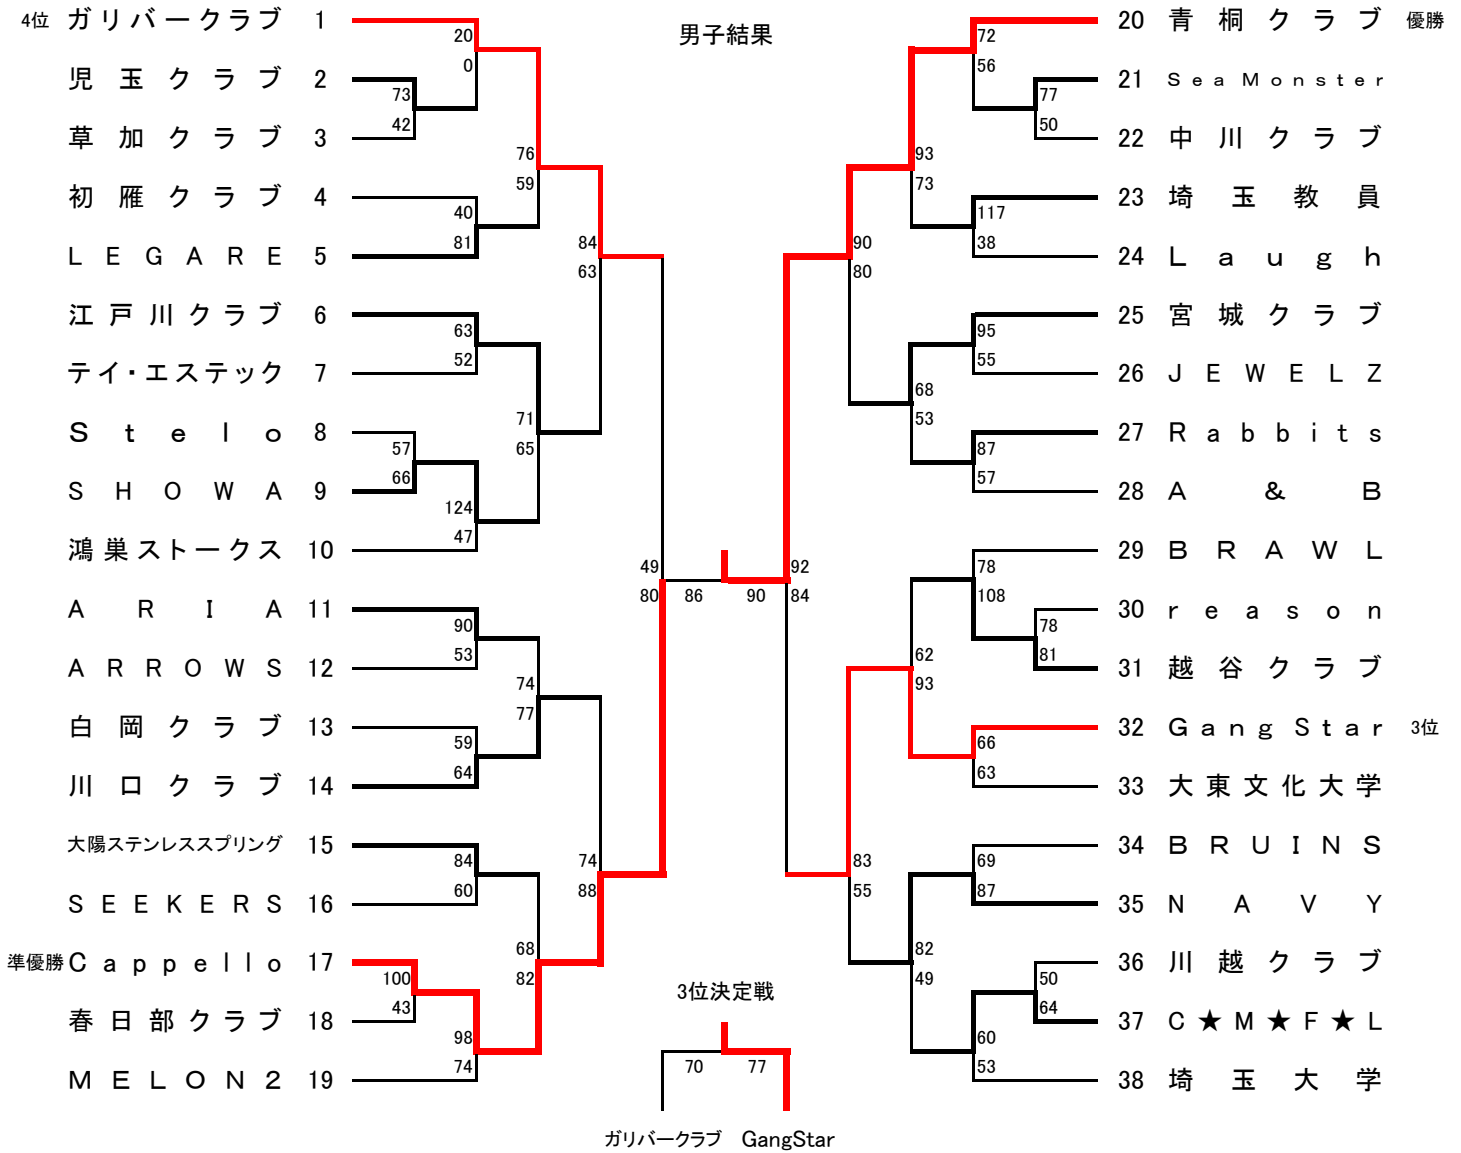 男子結果
4位 ガリバークラブ 1
児玉クラブ 2
草加クラブ 3
初雁クラブ 4
LEGARE 5
江戸川クラブ 6
テイ・エステック 7
Stelo 8
SHOWA 9
鴻巣ストークス 10
ARIA 11
ARROWS 12
白岡クラブ 13
川口クラブ 14
大陽ステンレススプリング 15
SEEKERS 16
準優勝 Cappello 17
春日部クラブ 18
MELON2 19
20
0
73
42
76
59
40
81
84
63
63
52
71
65
57
66
124
47
49
80
90
53
74
77
59
64
74
88
84
60
68
82
100
43
98
74
86 90
20 青桐クラブ 優勝
21 Sea Monster
22 中川クラブ
23 埼玉教員
24 Laugh
25 宮城クラブ
26 JEWELZ
27 Rabbits
28 A&B
29 BRAWL
30 reason
31 越谷クラブ
32 Gang Star 3位
33 大東文化大学
34 BRUINS
35 NAVY
36 川越クラブ
37 C★M★F★L
38 埼玉大学
72
56
77
50
93
73
117
38
90
80
95
55
68
53
87
57
92
84
78
108
78
81
62
93
66
63
83
55
69
87
82
49
50
64
60
53
3位決定戦
70 77
ガリバークラブ GangStar